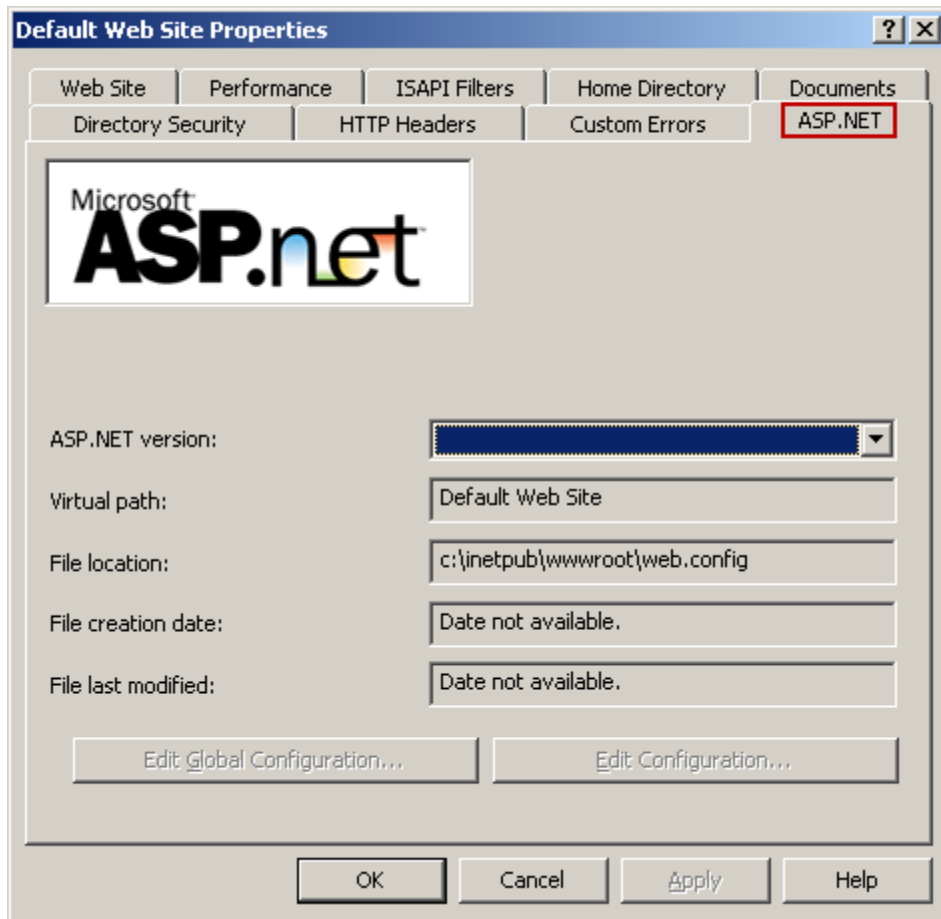 Default Web Site Properties
Web Site Performance ISAPI Filters Home Directory Documents
Directory Security HTTP Headers Custom Errors ASP.NET
Microsoft
ASP.net
ASP.NET version:
Virtual path: Default Web Site
File location: c:\inetpub\wwwroot\web.config
File creation date: Date not available.
File last modified: Date not available.
Edit Global Configuration... Edit Configuration...
OK Cancel Apply Help